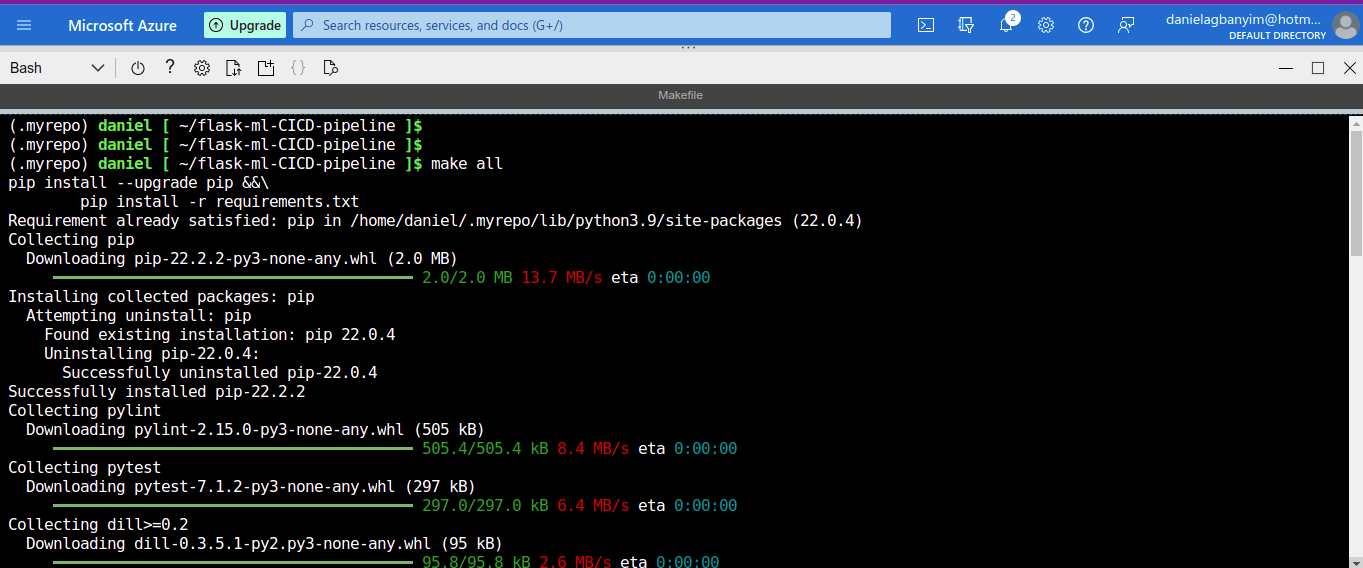 Microsoft Azure
Upgrade
Search resources, services, and docs (G+/)
2
danielagbanyim@hotm...
DEFAULT DIRECTORY
Bash
?
{}
Makefile
(.myrepo) daniel [ ~/flask-ml-CICD-pipeline ]$
(.myrepo) daniel [ ~/flask-ml-CICD-pipeline ]$
(.myrepo) daniel [ ~/flask-ml-CICD-pipeline ]$ make all
pip install --upgrade pip &&\
pip install -r requirements.txt
Requirement already satisfied: pip in /home/daniel/.myrepo/lib/python3.9/site-packages (22.0.4)
Collecting pip
Downloading pip-22.2.2-py3-none-any.whl (2.0 MB)
2.0/2.0 MB 13.7 MB/s eta 0:00:00
Installing collected packages: pip
Attempting uninstall: pip
Found existing installation: pip 22.0.4
Uninstalling pip-22.0.4:
Successfully uninstalled pip-22.0.4
Successfully installed pip-22.2.2
Collecting pylint
Downloading pylint-2.15.0-py3-none-any.whl (505 kB)
505.4/505.4 kB 8.4 MB/s eta 0:00:00
Collecting pytest
Downloading pytest-7.1.2-py3-none-any.whl (297 kB)
297.0/297.0 kB 6.4 MB/s eta 0:00:00
Collecting dill>=0.2
Downloading dill-0.3.5.1-py2.py3-none-any.whl (95 kB)
95.8/95.8 kB 2.6 MB/s eta 0:00:00